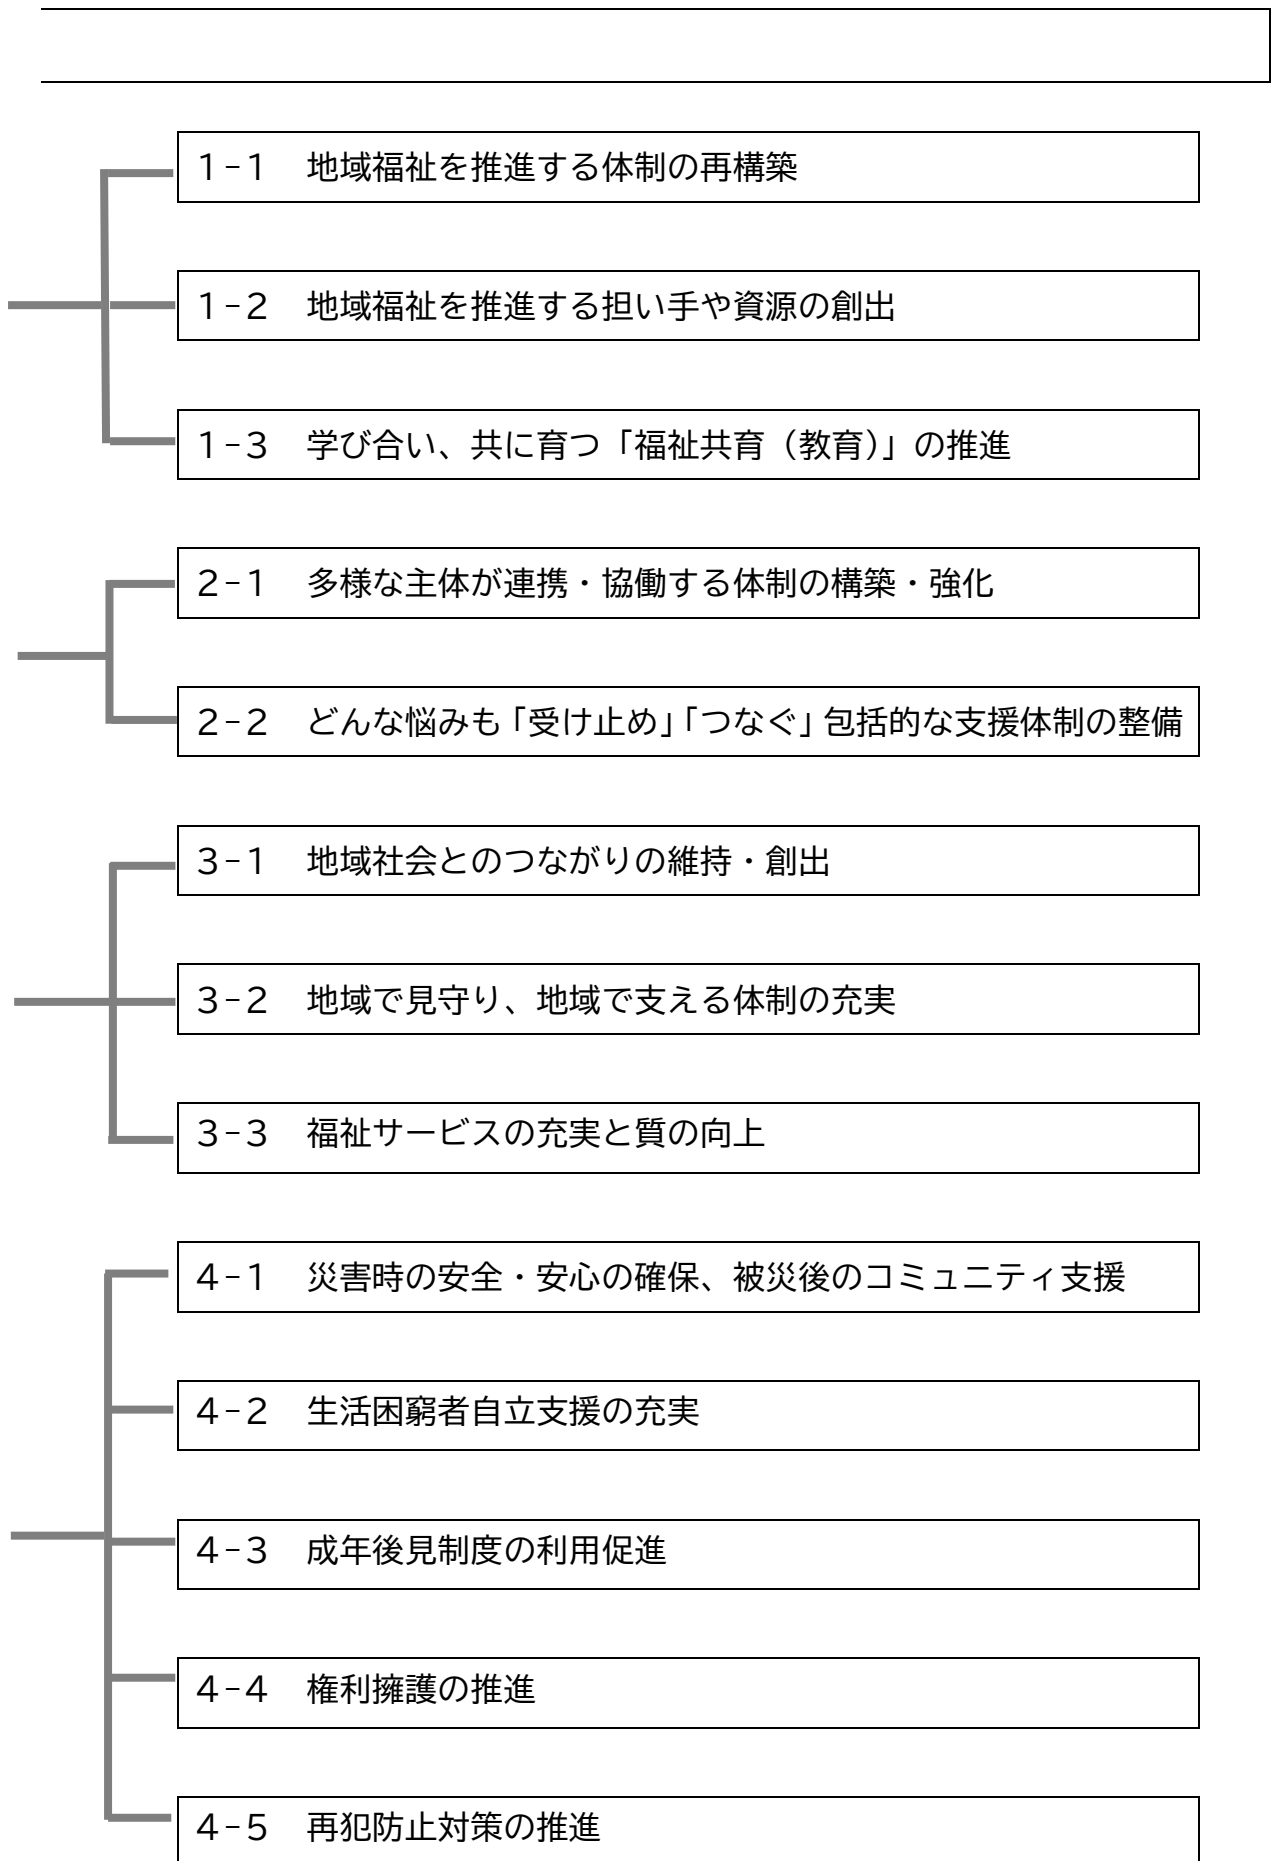 1-1　地域福祉を推進する体制の再構築
1-2　地域福祉を推進する担い手や資源の創出
1-3　学び合い、共に育つ「福祉共育（教育）」の推進
2-1　多様な主体が連携・協働する体制の構築・強化
2-2　どんな悩みも「受け止め」「つなぐ」包括的な支援体制の整備
3-1　地域社会とのつながりの維持・創出
3-2　地域で見守り、地域で支える体制の充実
3-3　福祉サービスの充実と質の向上
4-1　災害時の安全・安心の確保、被災後のコミュニティ支援
4-2　生活困窮者自立支援の充実
4-3　成年後見制度の利用促進
4-4　権利擁護の推進
4-5　再犯防止対策の推進